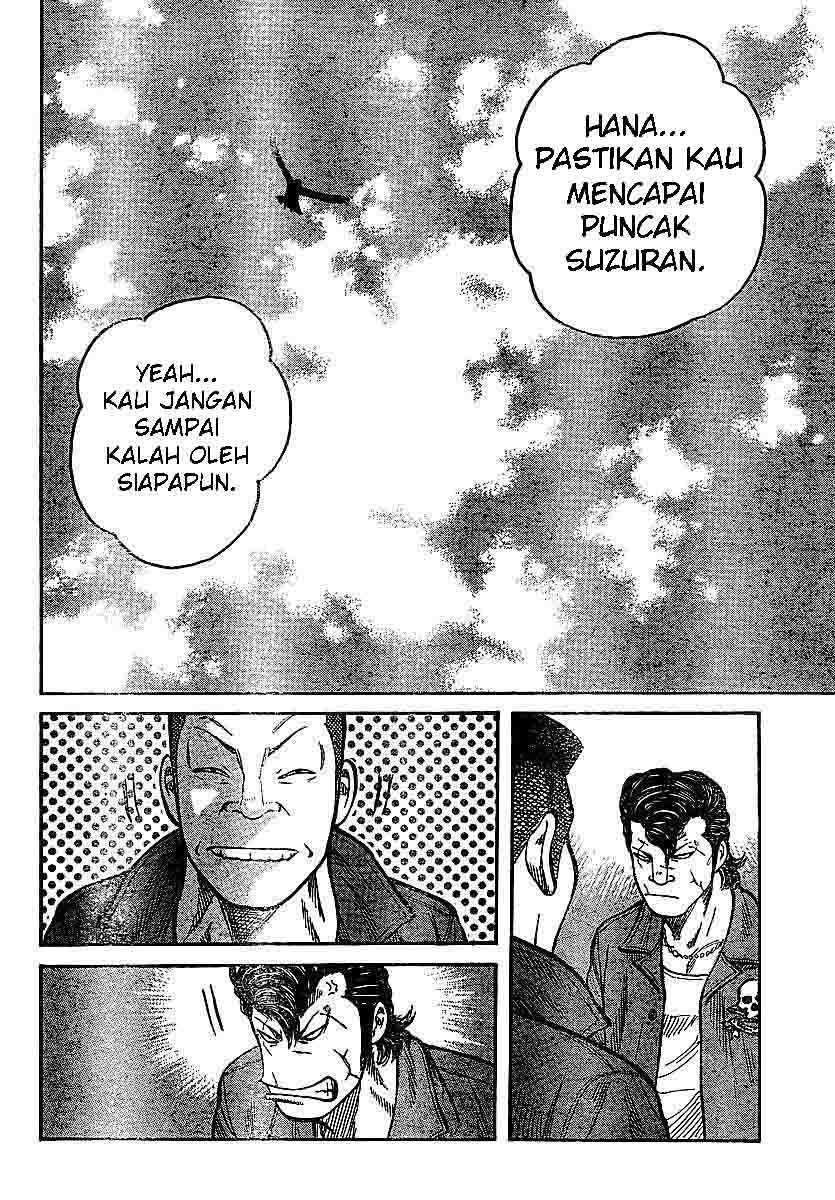 HANA...
PASTIKAN KAU
MENCAPAI
PUNCAK
SUZURAN.
YEAH...
KAU JANGAN
SAMPAI
KALAH OLEH
SIAPAPUN.